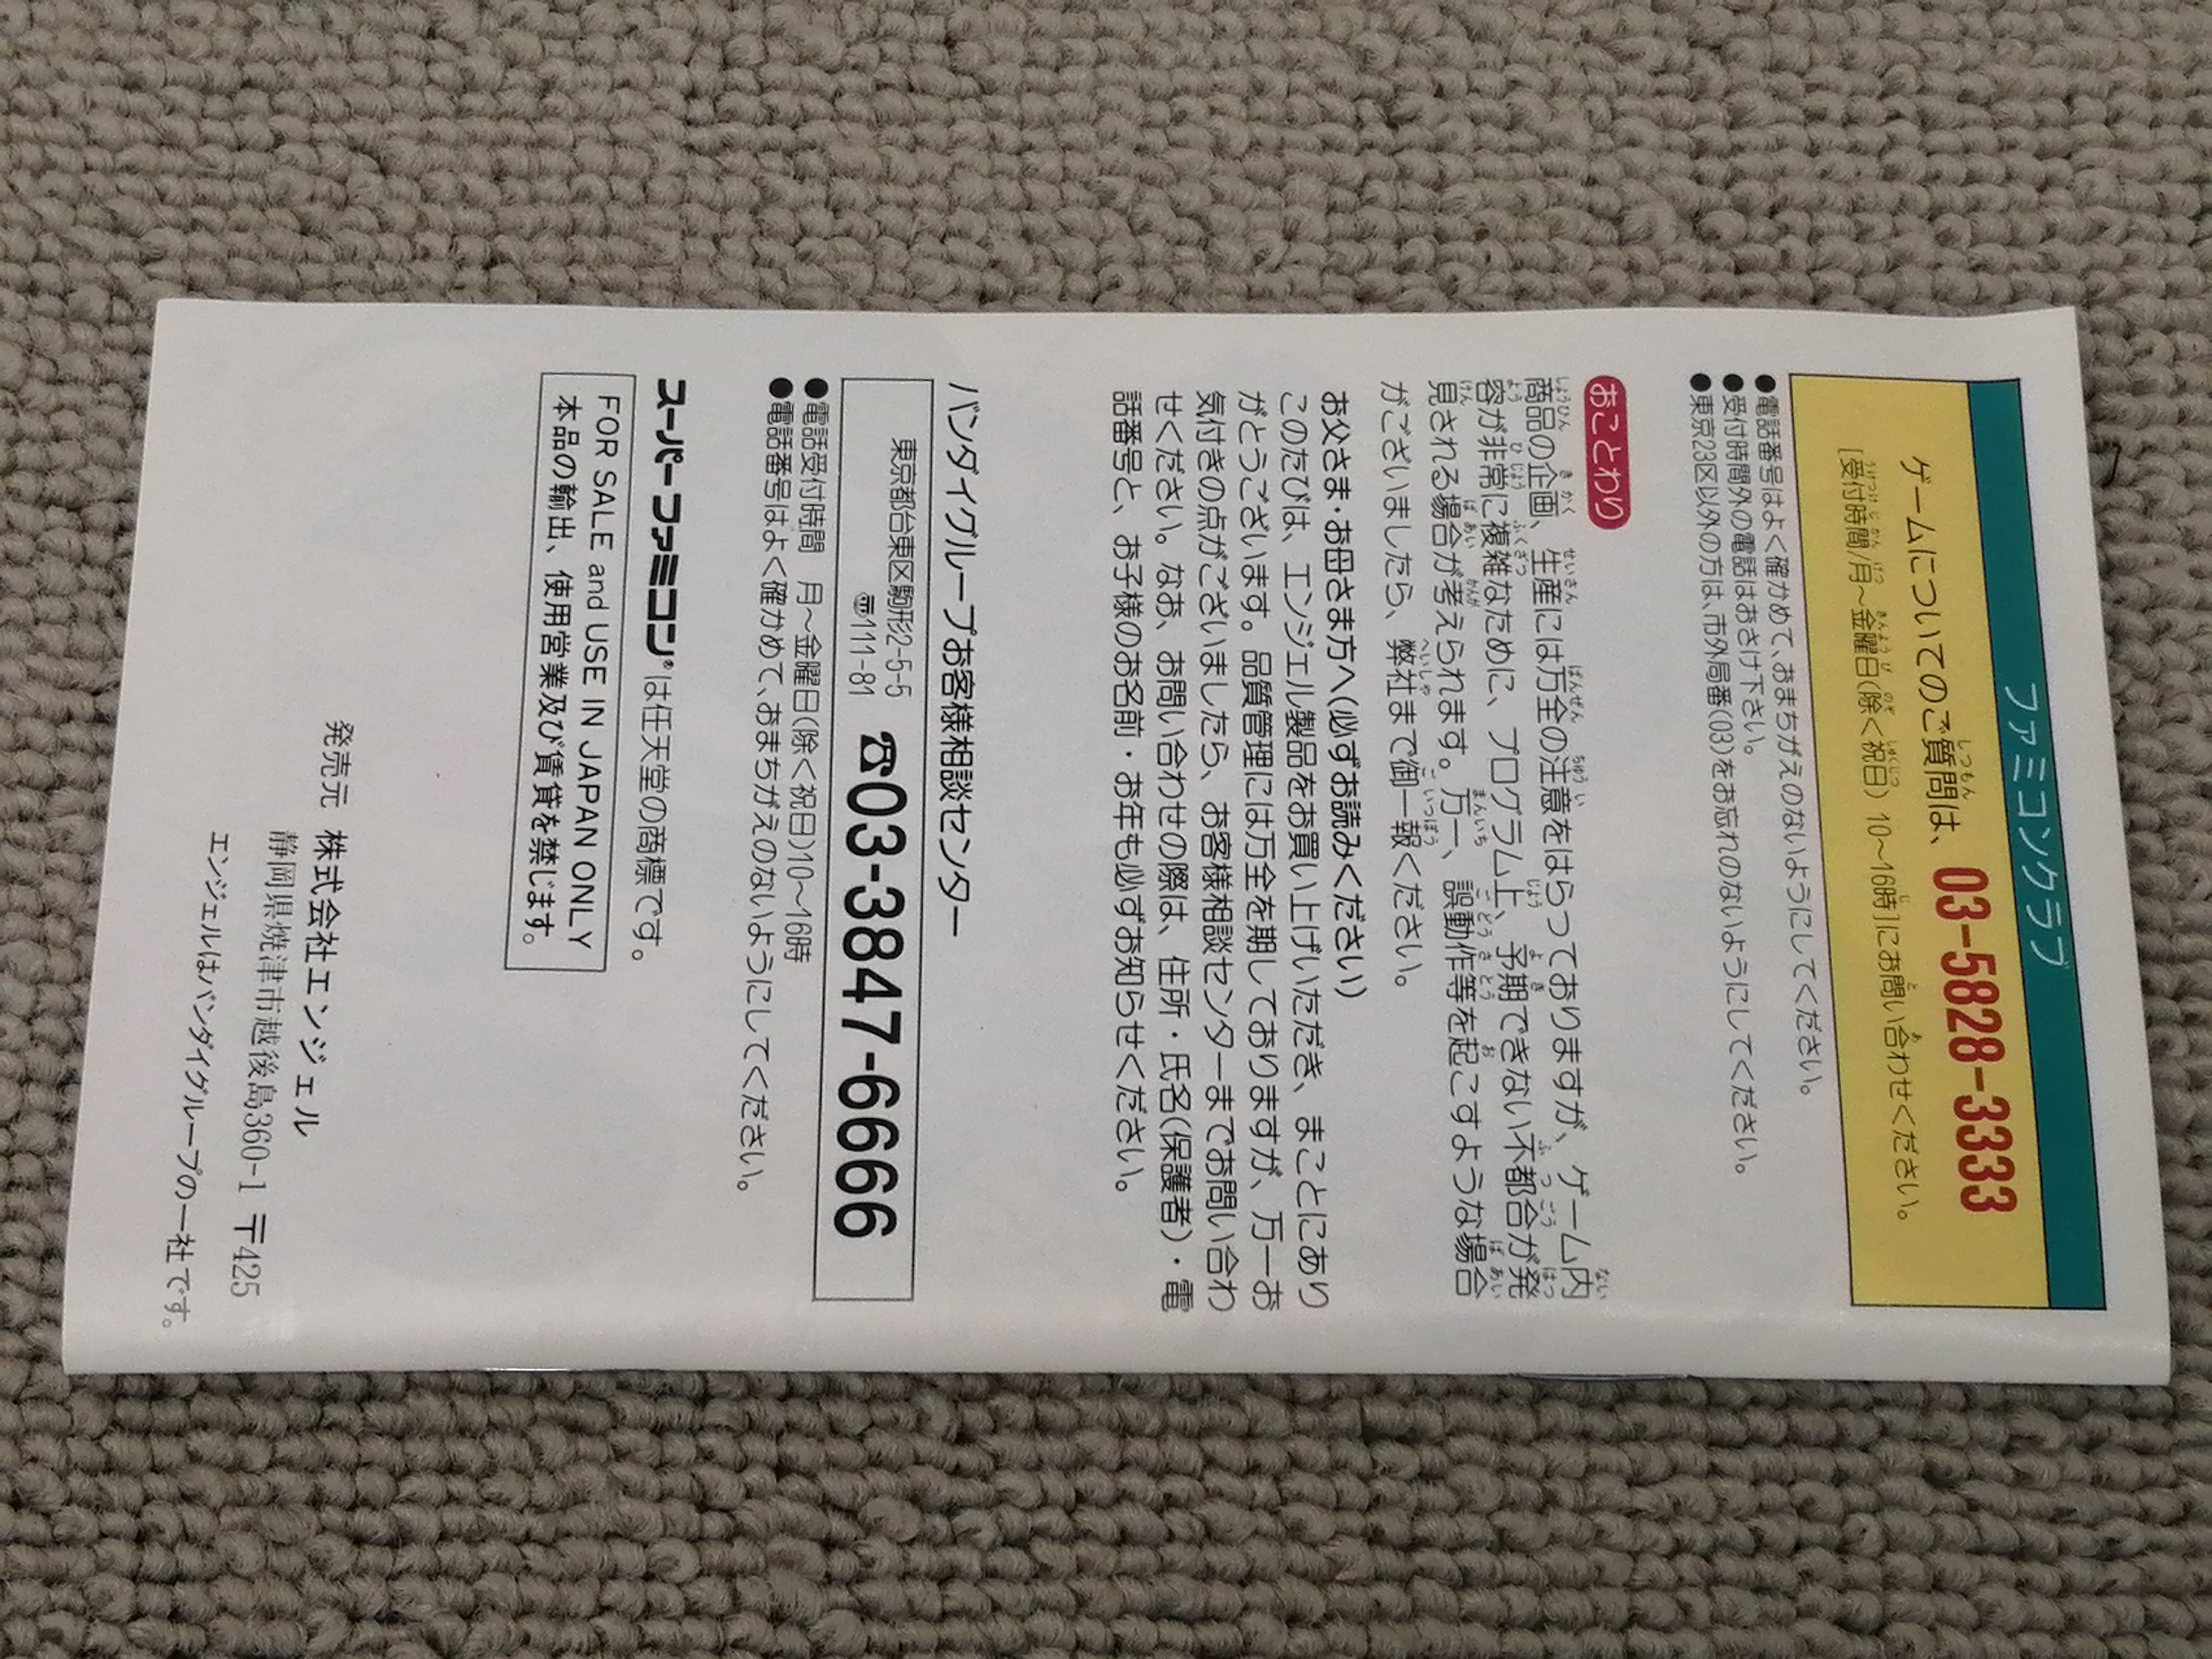 ファミコンクラブ
ゲームについてのご質問は、03-5828-3333
[受付時間/月～金曜日(除く祝日) 10～16時]にお問い合わせください。
●電話番号はよく確かめて、おまちがえのないようにしてください。
●受付時間外の電話はおさけ下さい。
●東京23区以外の方は、市外局番(03)をお忘れのないようにしてください。
おことわり
商品の企画、生産には万全の注意をはらっておりますが、ゲーム内
容が非常に複雑なために、プログラム上、予期できない不都合が発
見される場合が考えられます。万一、誤動作等を起こすような場合
がございましたら、弊社まで御一報ください。
お父さま・お母さま方へ(必ずお読みください)
このたびは、エンジェル製品をお買い上げいただき、まことにあり
がとうございます。品質管理には万全を期しておりますが、万一お
気付きの点がございましたら、お客様相談センターまでお問い合わ
せください。なお、お問い合わせの際は、住所・氏名(保護者)・電
話番号と、お子様のお名前・お年も必ずお知らせください。
バンダイグループお客様相談センター
東京都台東区駒形2-5-5
〠111-81 ☎03-3847-6666
●電話受付時間 月～金曜日(除く祝日)10～16時
●電話番号はよく確かめて、おまちがえのないようにしてください。
スーパーファミコン®は任天堂の商標です。
FOR SALE and USE IN JAPAN ONLY
本品の輸出、使用営業及び賃貸を禁じます。
発売元 株式会社エンジェル
静岡県焼津市越後島360-1 〒425
エンジェルはバンダイグループの一社です。